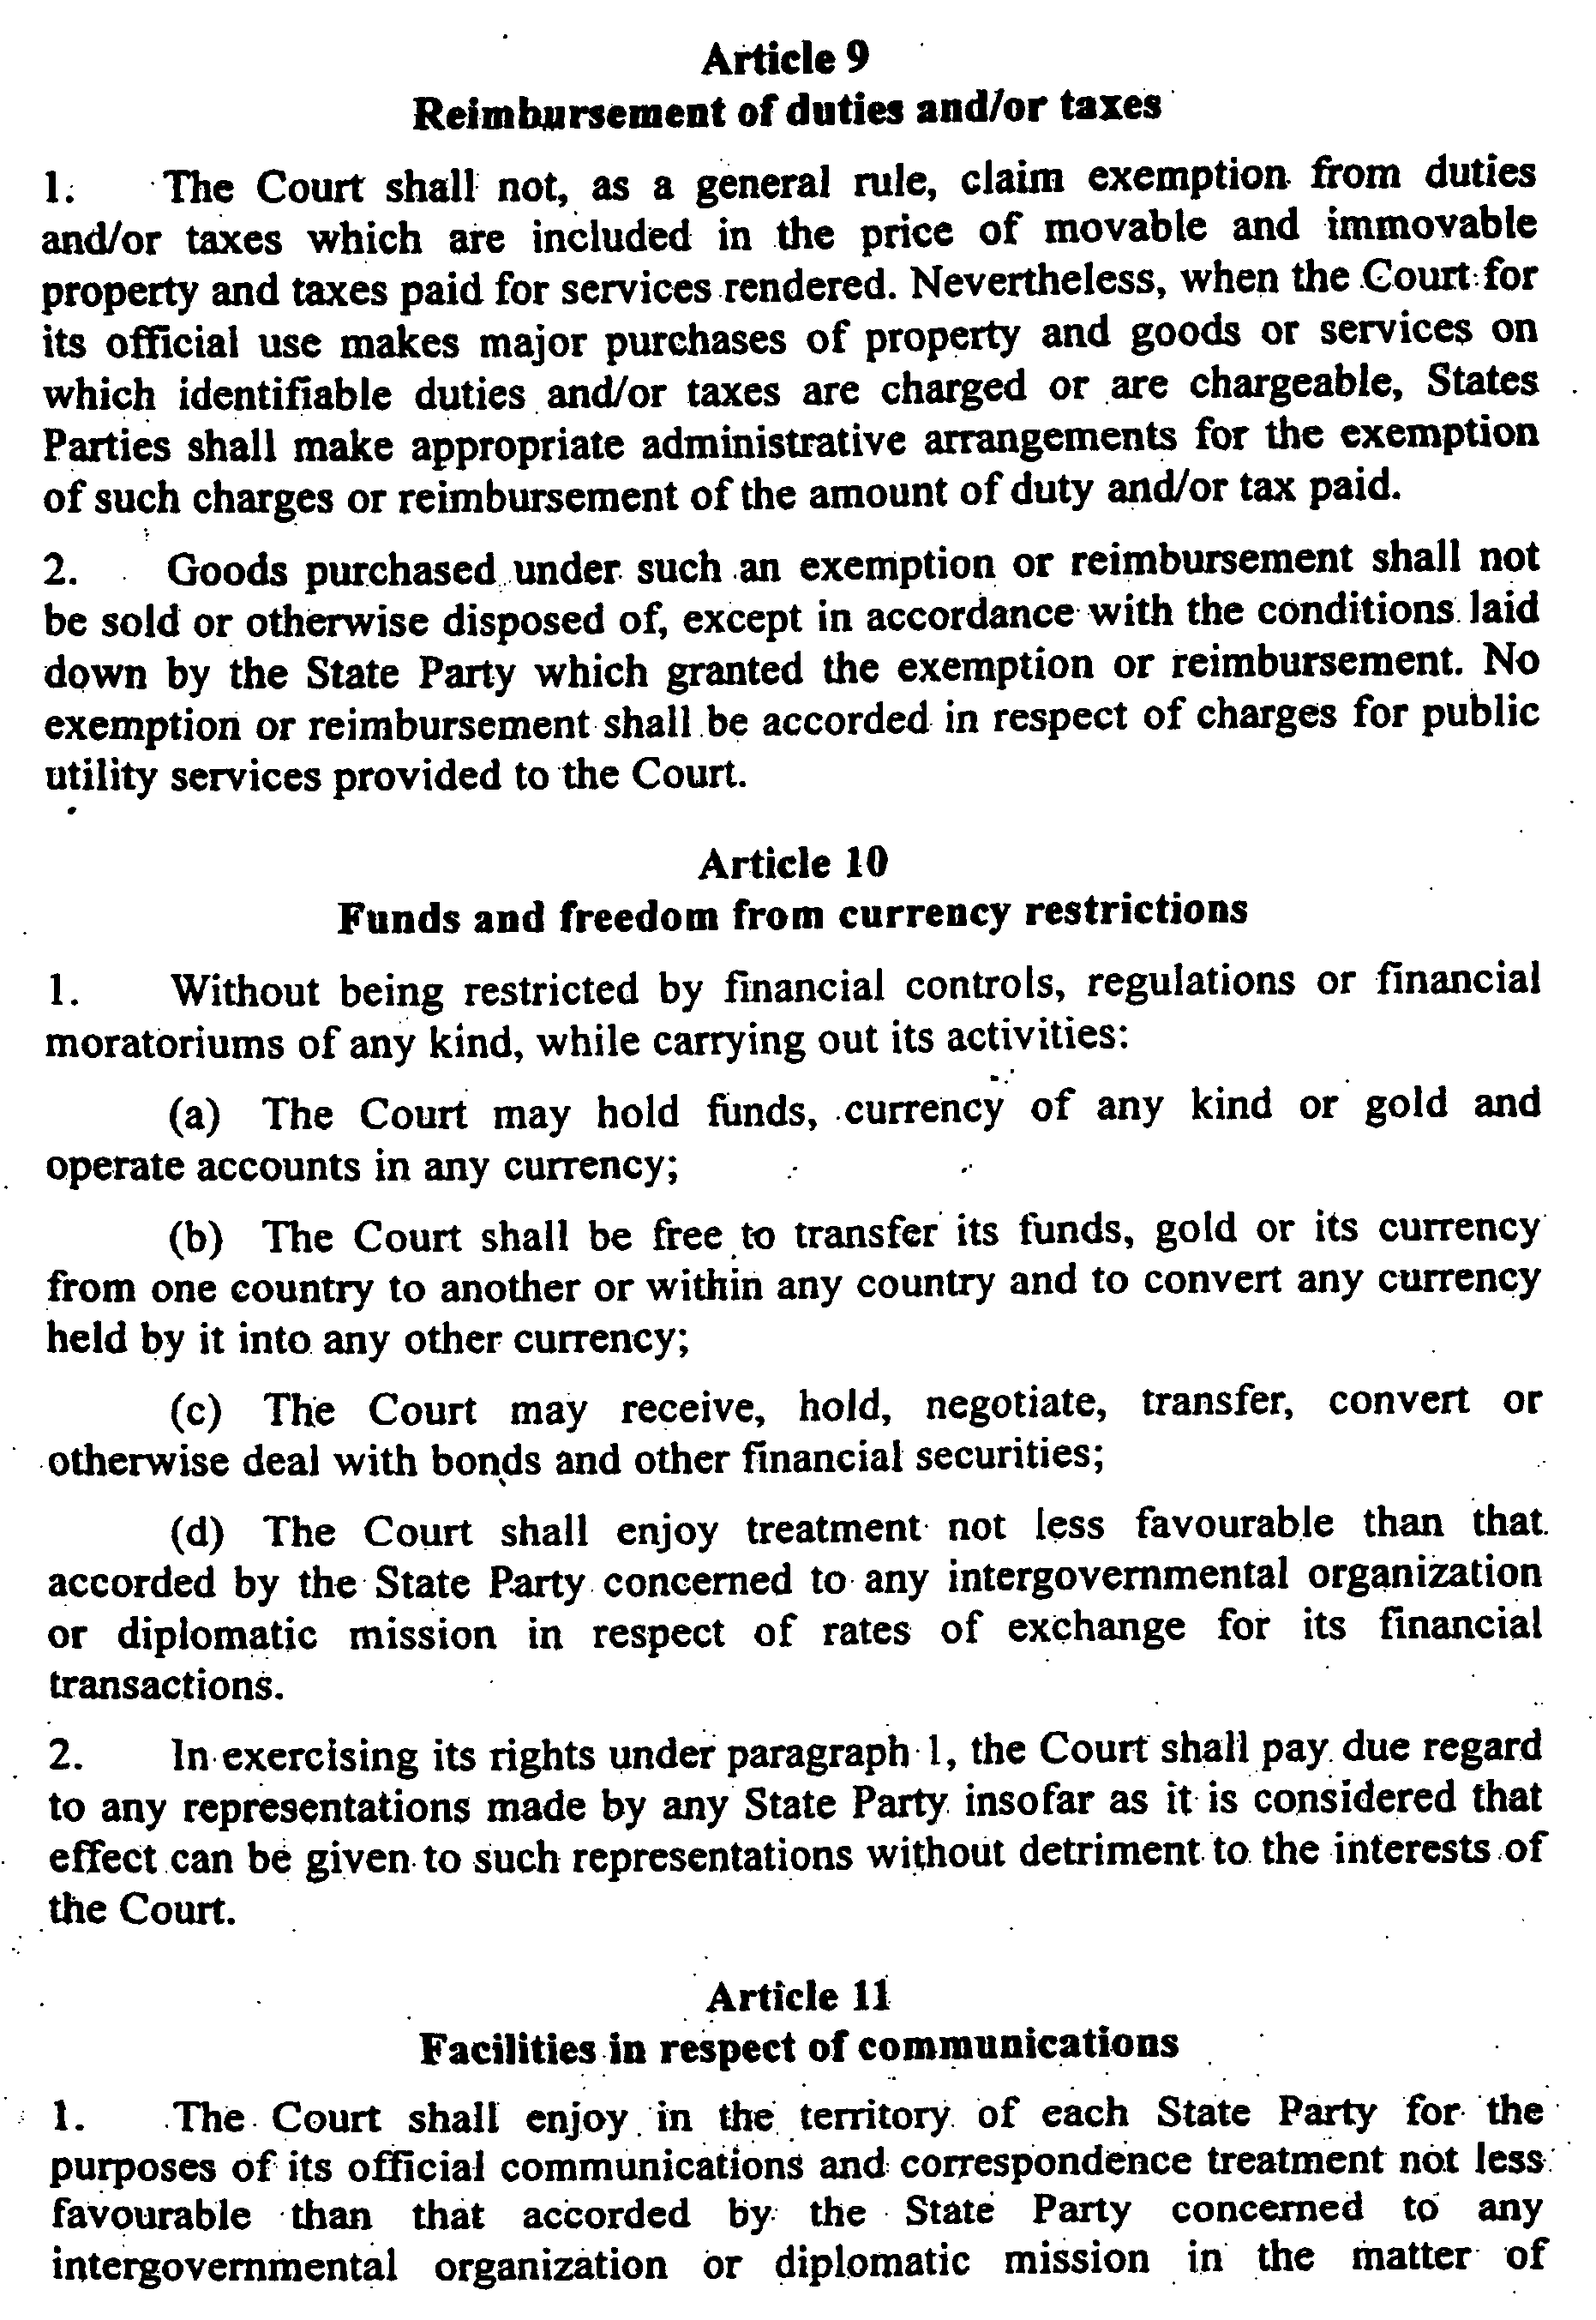 Article 9
Reimbursement of duties and/or taxes
1. The Court shall not, as a general rule, claim exemption from duties
and/or taxes which are included in the price of movable and immovable
property and taxes paid for services rendered. Nevertheless, when the Court for
its official use makes major purchases of property and goods or services on
which identifiable duties and/or taxes are charged or are chargeable, States
Parties shall make appropriate administrative arrangements for the exemption
of such charges or reimbursement of the amount of duty and/or tax paid.
2. Goods purchased under such an exemption or reimbursement shall not
be sold or otherwise disposed of, except in accordance with the conditions laid
down by the State Party which granted the exemption or reimbursement. No
exemption or reimbursement shall be accorded in respect of charges for public
utility services provided to the Court.
Article 10
Funds and freedom from currency restrictions
1. Without being restricted by financial controls, regulations or financial
moratoriums of any kind, while carrying out its activities:
(a) The Court may hold funds, currency of any kind or gold and
operate accounts in any currency;
(b) The Court shall be free to transfer its funds, gold or its currency
from one country to another or within any country and to convert any currency
held by it into any other currency;
(c) The Court may receive, hold, negotiate, transfer, convert or
otherwise deal with bonds and other financial securities;
(d) The Court shall enjoy treatment not less favourable than that
accorded by the State Party concerned to any intergovernmental organization
or diplomatic mission in respect of rates of exchange for its financial
transactions.
2. In exercising its rights under paragraph 1, the Court shall pay due regard
to any representations made by any State Party insofar as it is considered that
effect can be given to such representations without detriment to the interests of
the Court.
Article 11
Facilities in respect of communications
1. The Court shall enjoy in the territory of each State Party for the
purposes of its official communications and correspondence treatment not less
favourable than that accorded by the State Party concerned to any
intergovernmental organization or diplomatic mission in the matter of